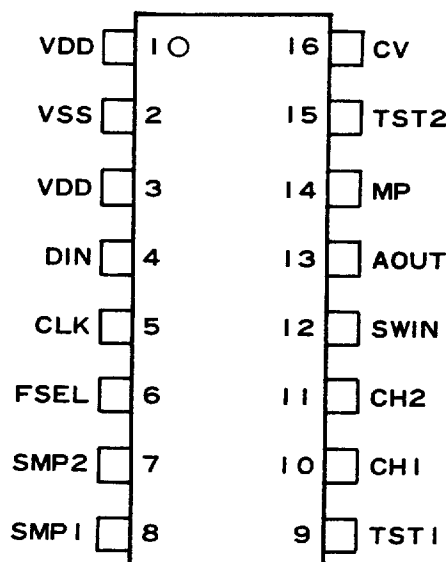 VDD 1 16 CV
VSS 2 15 TST2
VDD 3 14 MP
DIN 4 13 AOUT
CLK 5 12 SWIN
FSEL 6 11 CH2
SMP2 7 10 CH1
SMP1 8 9 TST1